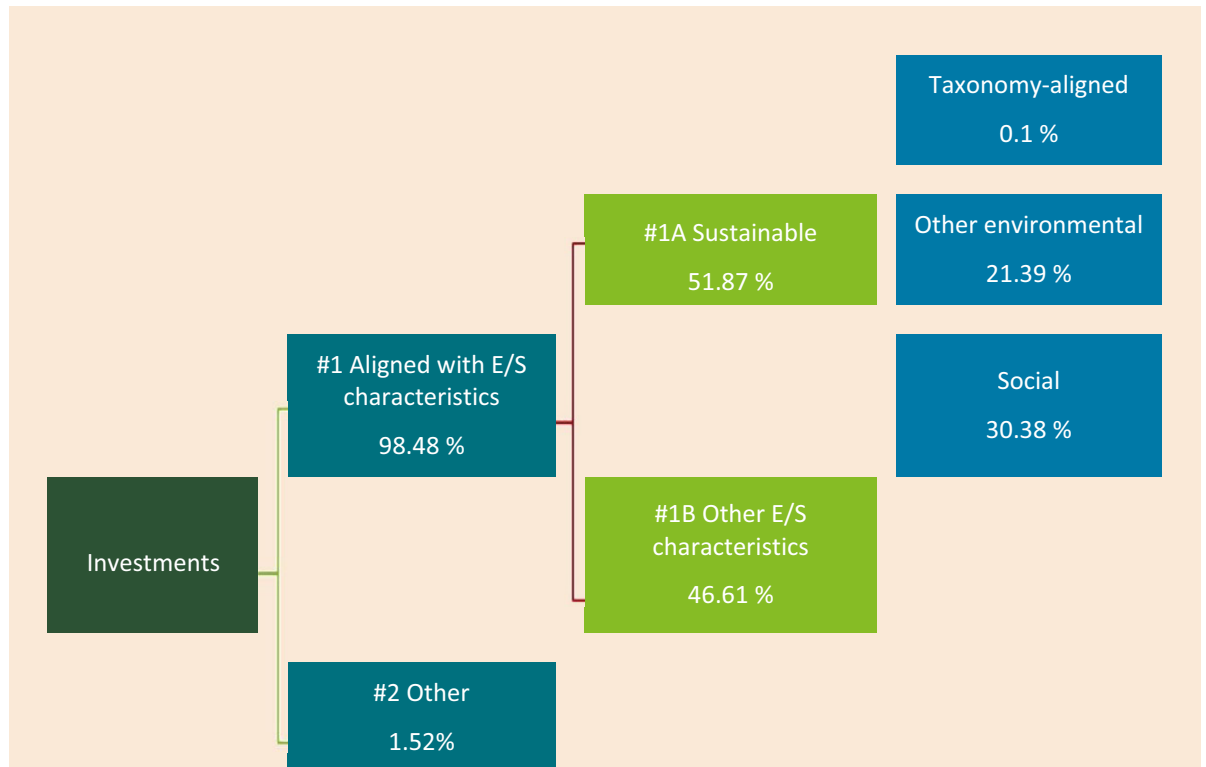 Taxonomy-aligned
0.1 %
#1A Sustainable
51.87 %
Other environmental
21.39 %
#1 Aligned with E/S
characteristics
98.48 %
Social
30.38 %
Investments
#1B Other E/S
characteristics
46.61 %
#2 Other
1.52%